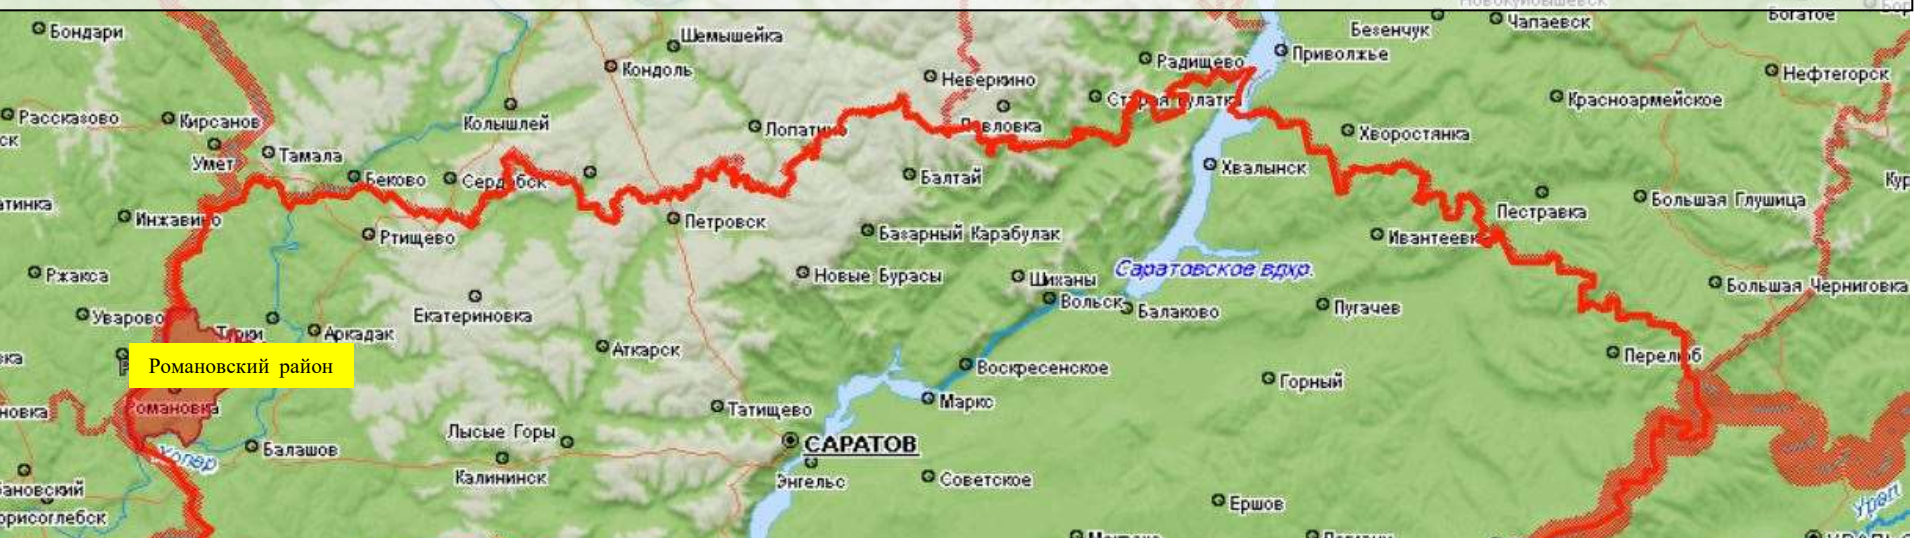 Бондари
Шемышейка
Кондоль
Неверкино
Радищево
Безенчук
Чапаевск
Богатое
Приволжье
Нефтегорск
Рассказово
Кирсанов
Колышлей
Лопатино
Павловка
Старая Кулатка
Красноармейское
Хворостянка
Умет
Тамала
Беково
Сердобск
Балтай
Хвалынск
Инжавино
Ртищево
Петровск
Базарный Карабулак
Пестравка
Большая Глушица
Ивантеевка
Ржакса
Екатериновка
Новые Бурасы
Шиханы
Саратовское вдхр.
Вольск
Балаково
Пугачев
Большая Черниговка
Уварово
Турки
Аркадак
Аткарск
Воскресенское
Перелюб
Романовский район
Горный
Романовка
Татищево
Маркс
Хопер
Балашов
Лысые Горы
САРАТОВ
Калининск
Энгельс
Советское
Ершов
Урал